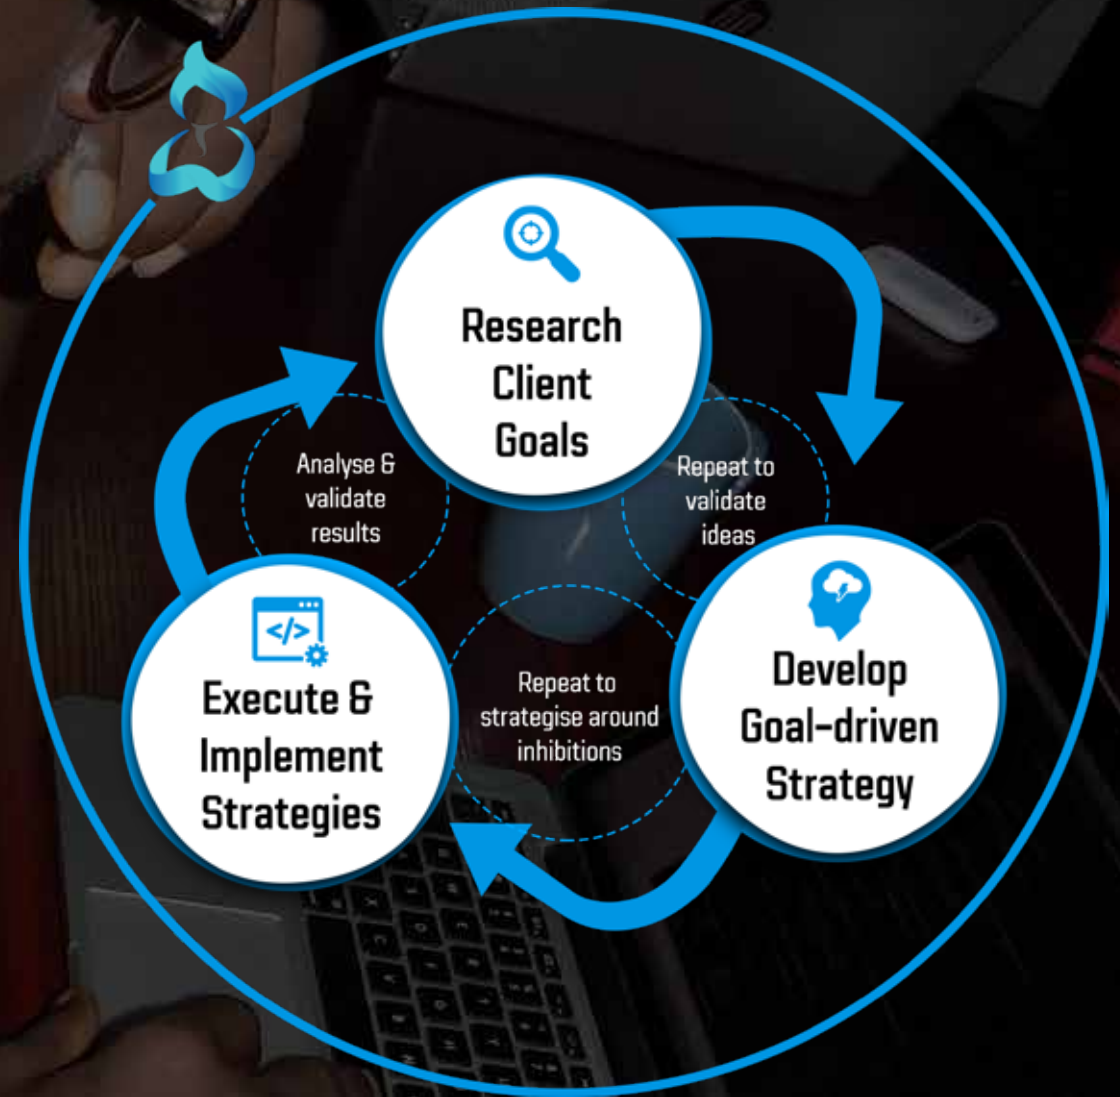 Research
Client
Goals
Analyse &
validate
results
Repeat to
validate
ideas
</>
Execute &
Implement
Strategies
Repeat to
strategise around
inhibitions
Develop
Goal-driven
Strategy